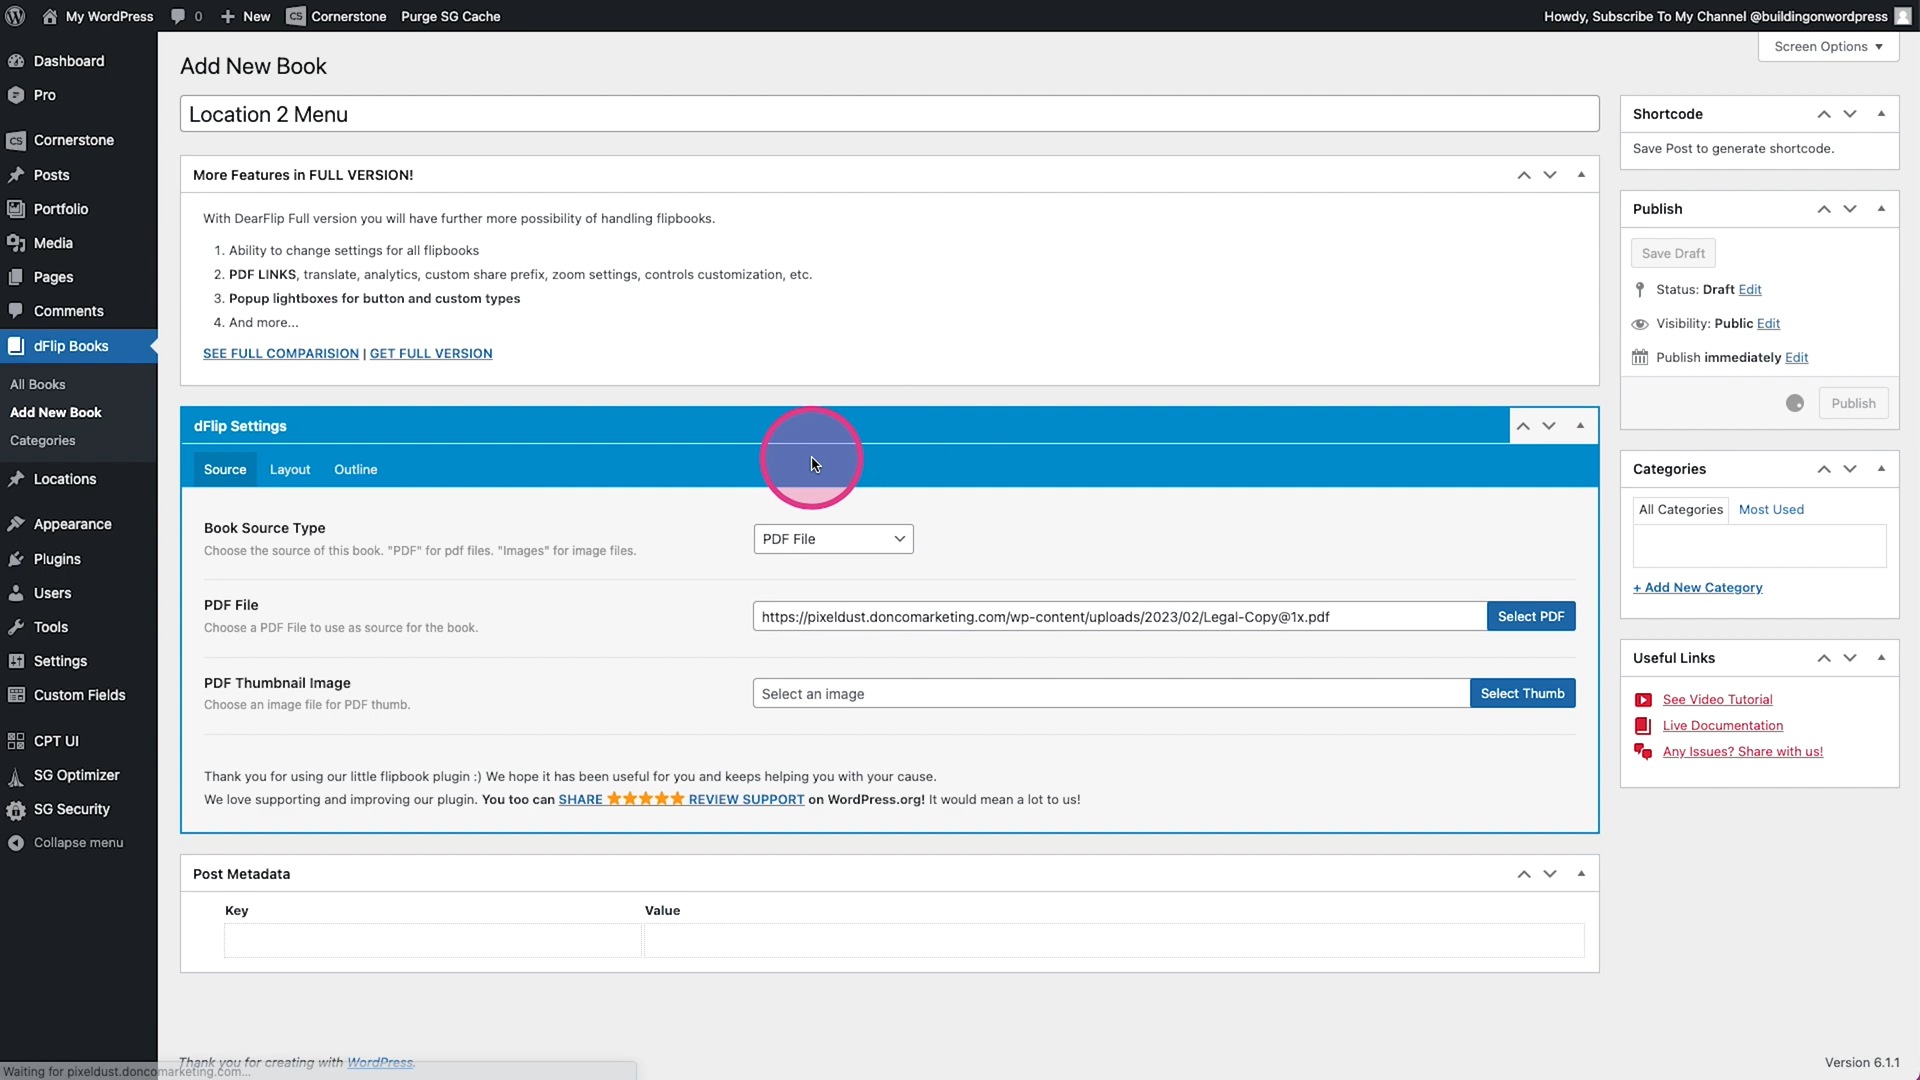 My WordPress 0 New CS Cornerstone Purge SG Cache Howdy, Subscribe To My Channel @buildingonwordpress
Screen Options
Dashboard
Pro
CS Cornerstone
Posts
Portfolio
Media
Pages
Comments
dFlip Books
All Books
Add New Book
Categories
Locations
Appearance
Plugins
Users
Tools
Settings
Custom Fields
CPT UI
SG Optimizer
SG Security
Collapse menu
Add New Book
Location 2 Menu
More Features in FULL VERSION!
With DearFlip Full version you will have further more possibility of handling flipbooks.
1. Ability to change settings for all flipbooks
2. PDF LINKS, translate, analytics, custom share prefix, zoom settings, controls customization, etc.
3. Popup lightboxes for button and custom types
4. And more...
SEE FULL COMPARISION | GET FULL VERSION
dFlip Settings
Source Layout Outline
Book Source Type
Choose the source of this book. "PDF" for pdf files. "Images" for image files.
PDF File
PDF File
Choose a PDF File to use as source for the book.
https://pixeldust.doncomarketing.com/wp-content/uploads/2023/02/Legal-Copy@1x.pdf Select PDF
PDF Thumbnail Image
Choose an image file for PDF thumb.
Select an image Select Thumb
Thank you for using our little flipbook plugin :) We hope it has been useful for you and keeps helping you with your cause.
We love supporting and improving our plugin. You too can SHARE ★★★★★ REVIEW SUPPORT on WordPress.org! It would mean a lot to us!
Post Metadata
Key Value
Shortcode
Save Post to generate shortcode.
Publish
Save Draft
Status: Draft Edit
Visibility: Public Edit
Publish immediately Edit
Publish
Categories
All Categories Most Used
+ Add New Category
Useful Links
See Video Tutorial
Live Documentation
Any Issues? Share with us!
Thank you for creating with WordPress.
Version 6.1.1
Waiting for pixeldust.doncomarketing.com...